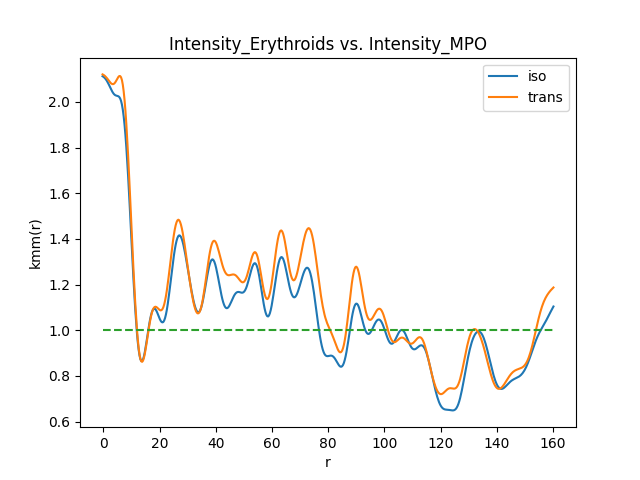 Intensity_Erythroids vs. Intensity_MPO
iso
trans
kmm(r)
2.0
1.8
1.6
1.4
1.2
1.0
0.8
0.6
0 20 40 60 80 100 120 140 160
r